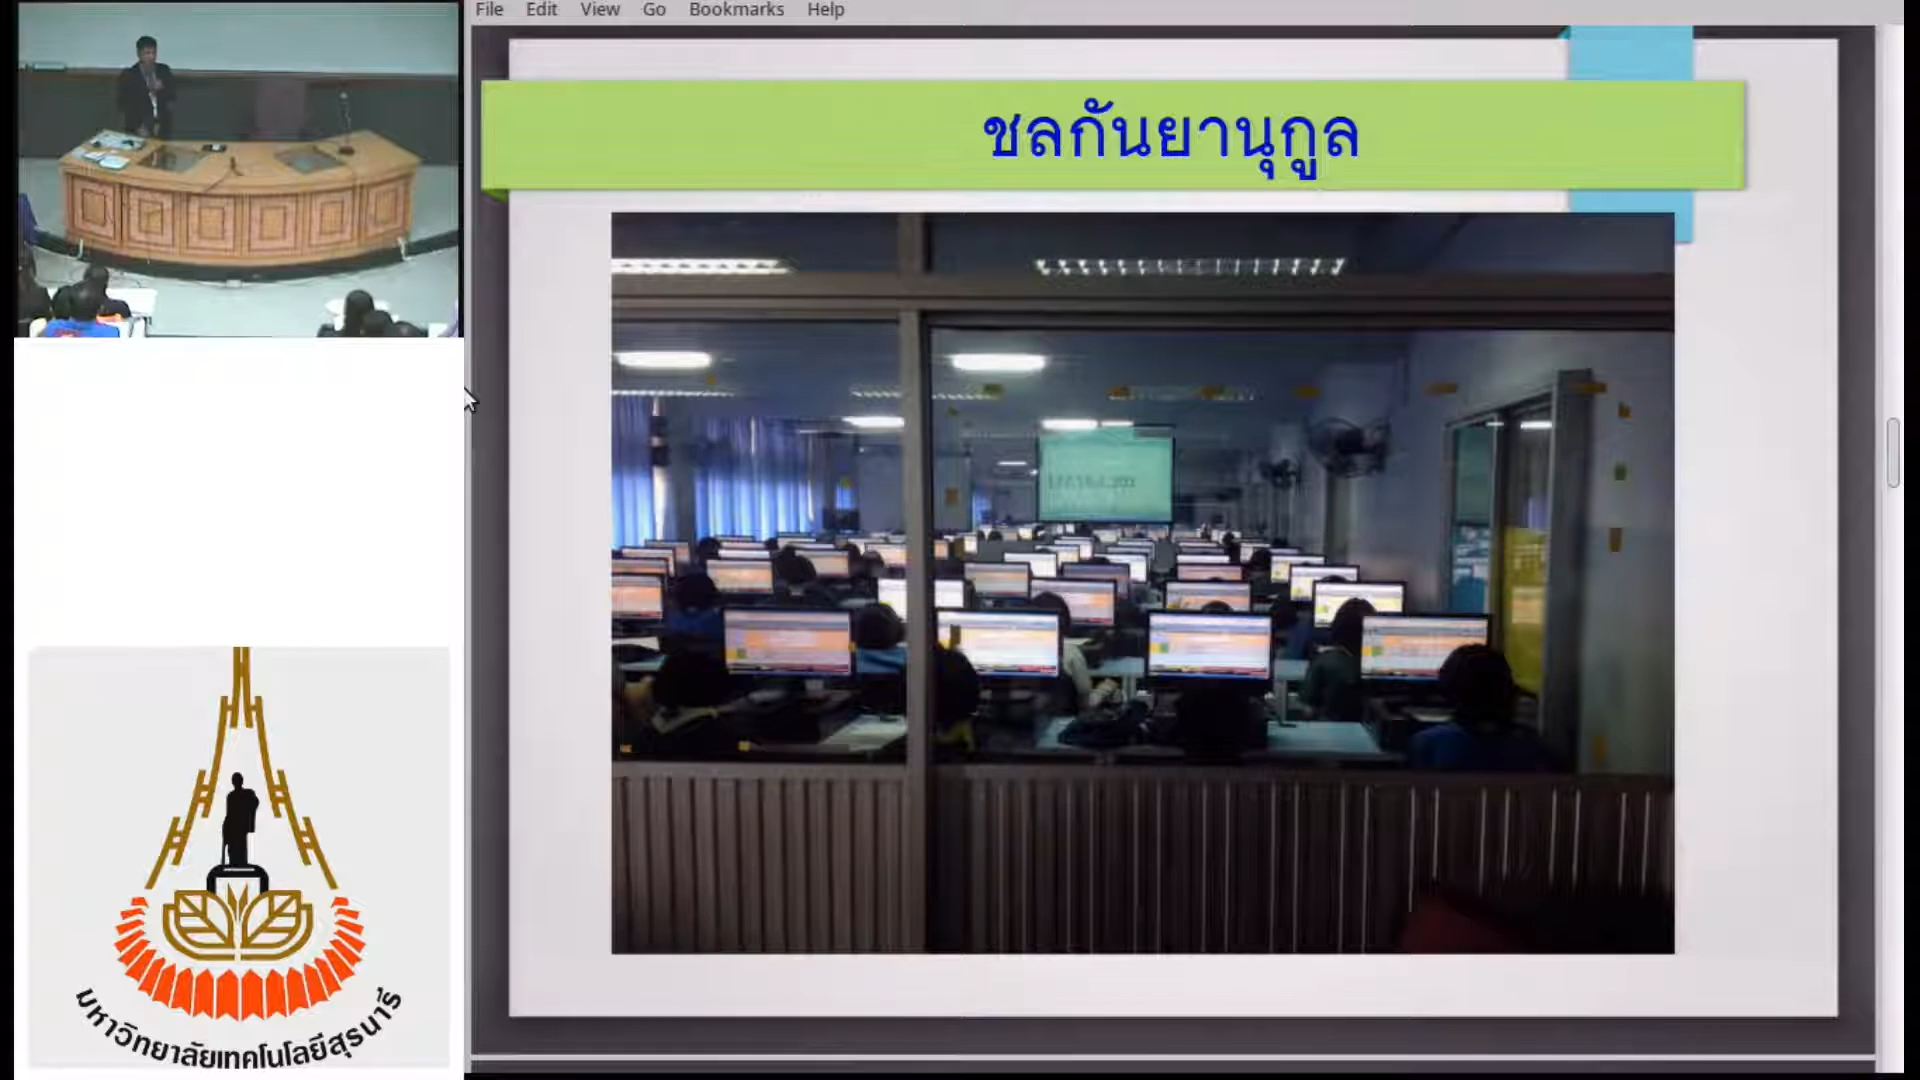 File Edit View Go Bookmarks Help
ชลกันยานุกูล
มหาวิทยาลัยเทคโนโลยีสุรนารี